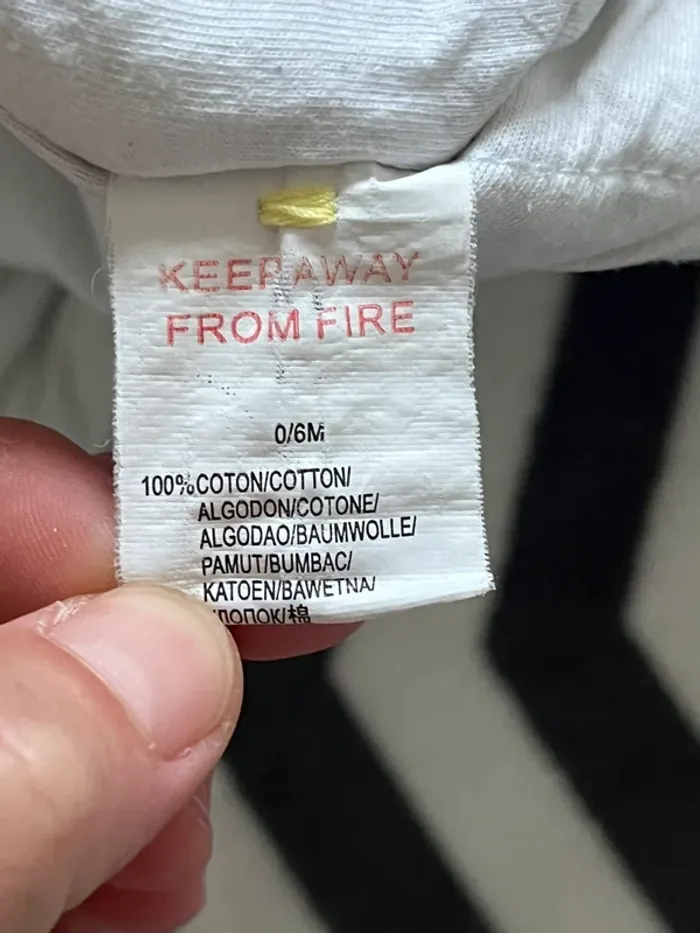 KEEP AWAY
FROM FIRE
0/6M
100%COTON/COTTON/
ALGODON/COTONE/
ALGODAO/BAUMWOLLE/
PAMUT/BUMBAC/
KATOEN/BAWETNA/
ХЛОПОК/棉